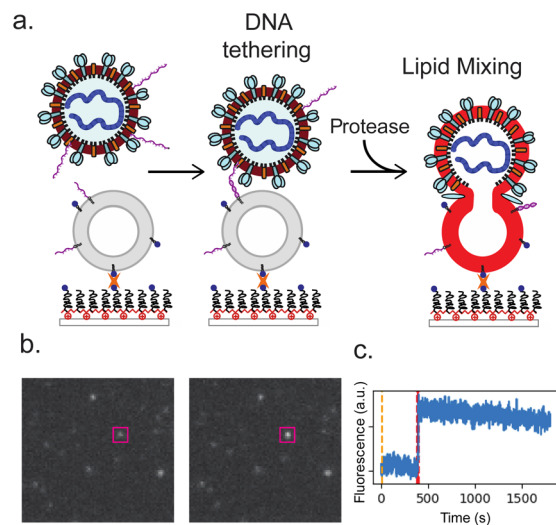 a.
DNA
tethering
Lipid Mixing
Protease
b.
c.
Fluorescence (a.u.)
0 500 1000 1500
Time (s)